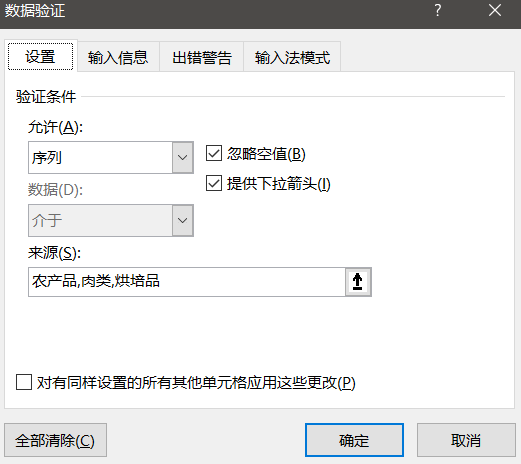 数据验证
?
设置 输入信息 出错警告 输入法模式
验证条件
允许(A):
序列
忽略空值(B)
提供下拉箭头(I)
数据(D):
介于
来源(S):
农产品,肉类,烘培品
对有同样设置的所有其他单元格应用这些更改(P)
全部清除(C) 确定 取消